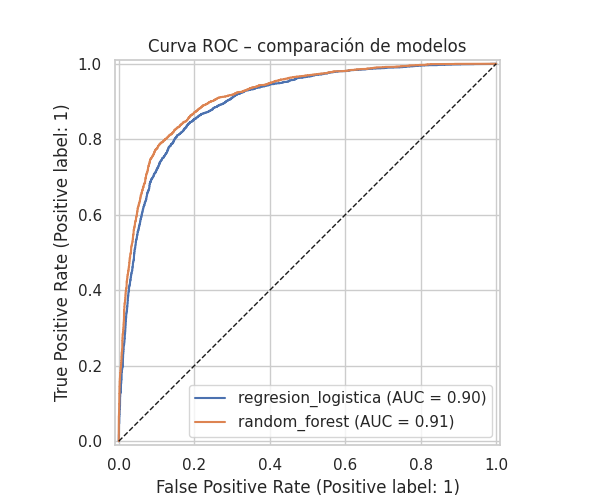 Curva ROC – comparación de modelos
True Positive Rate (Positive label: 1)
1.0
0.8
0.6
0.4
0.2
0.0
regresion_logistica (AUC = 0.90)
random_forest (AUC = 0.91)
0.0 0.2 0.4 0.6 0.8 1.0
False Positive Rate (Positive label: 1)